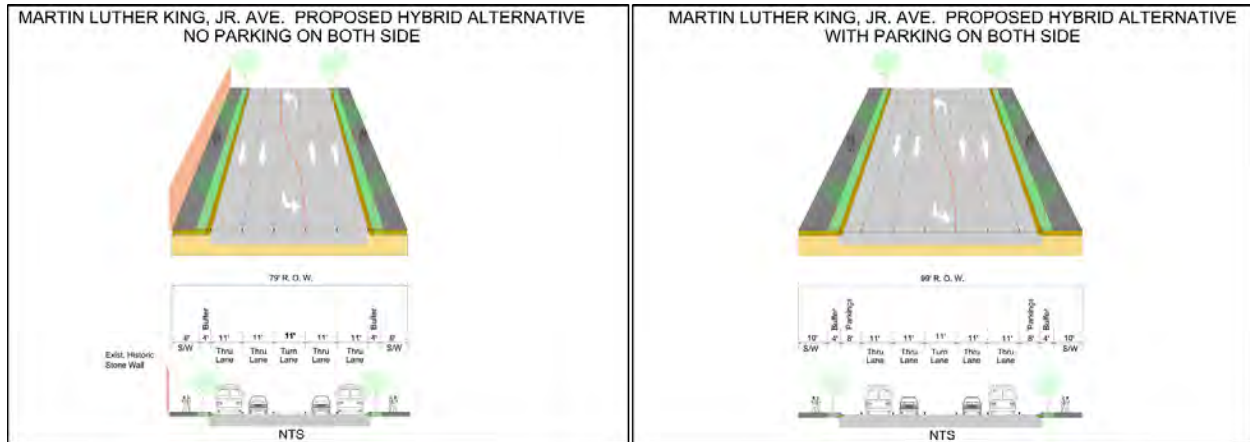 MARTIN LUTHER KING, JR. AVE. PROPOSED HYBRID ALTERNATIVE
NO PARKING ON BOTH SIDE
79' R. O. W.
Buffer
Buffer
8'
4'
11'
11'
11'
11'
11'
4'
8'
S/W
Thru
Lane
Thru
Lane
Turn
Lane
Thru
Lane
Thru
Lane
S/W
Exist. Historic
Stone Wall
NTS
MARTIN LUTHER KING, JR. AVE. PROPOSED HYBRID ALTERNATIVE
WITH PARKING ON BOTH SIDE
99' R. O. W.
Buffer
Parkings
Parkings
Buffer
10'
4'
8'
11'
11'
11'
11'
11'
8'
4'
10'
S/W
Thru
Lane
Thru
Lane
Turn
Lane
Thru
Lane
Thru
Lane
S/W
NTS